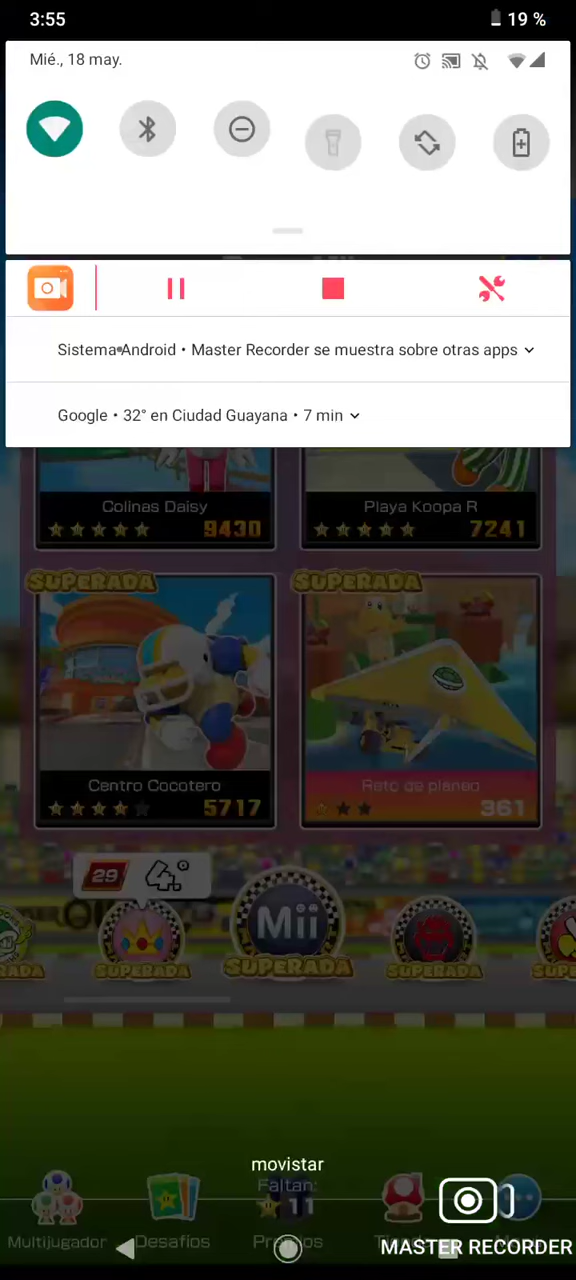 3:55
19 %
Mié., 18 may.
Sistema Android • Master Recorder se muestra sobre otras apps
Google • 32° en Ciudad Guayana • 7 min
Colinas Daisy
9430
Playa Koopa R
7241
SUPERADA
SUPERADA
Centro Cocotero
5717
Reto de planeo
361
29
Mii
SUPERADA
SUPERADA
SUPERADA
movistar
Faltan:
11
Multijugador
Desafíos
MASTER RECORDER